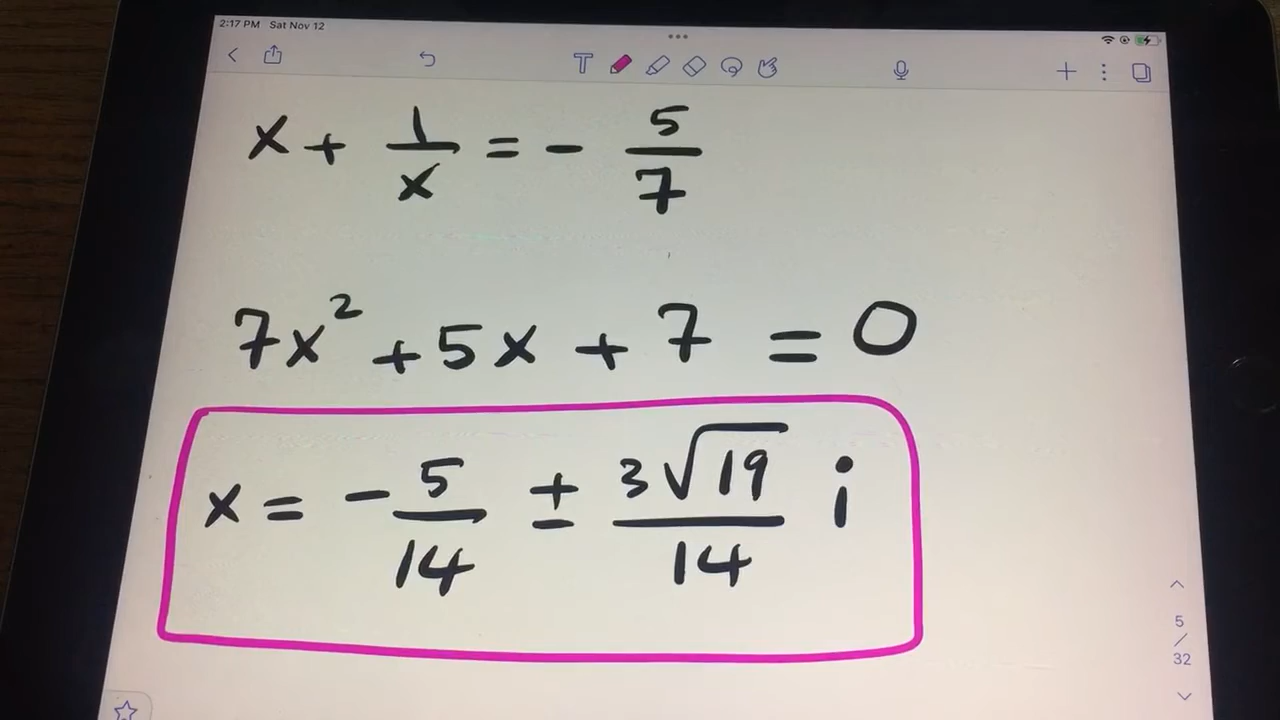 2:17 PM Sat Nov 12
T
x + 1/x = - 5/7
7x² + 5x + 7 = 0
x = - 5/14 ± 3√19/14 i
5
/
32